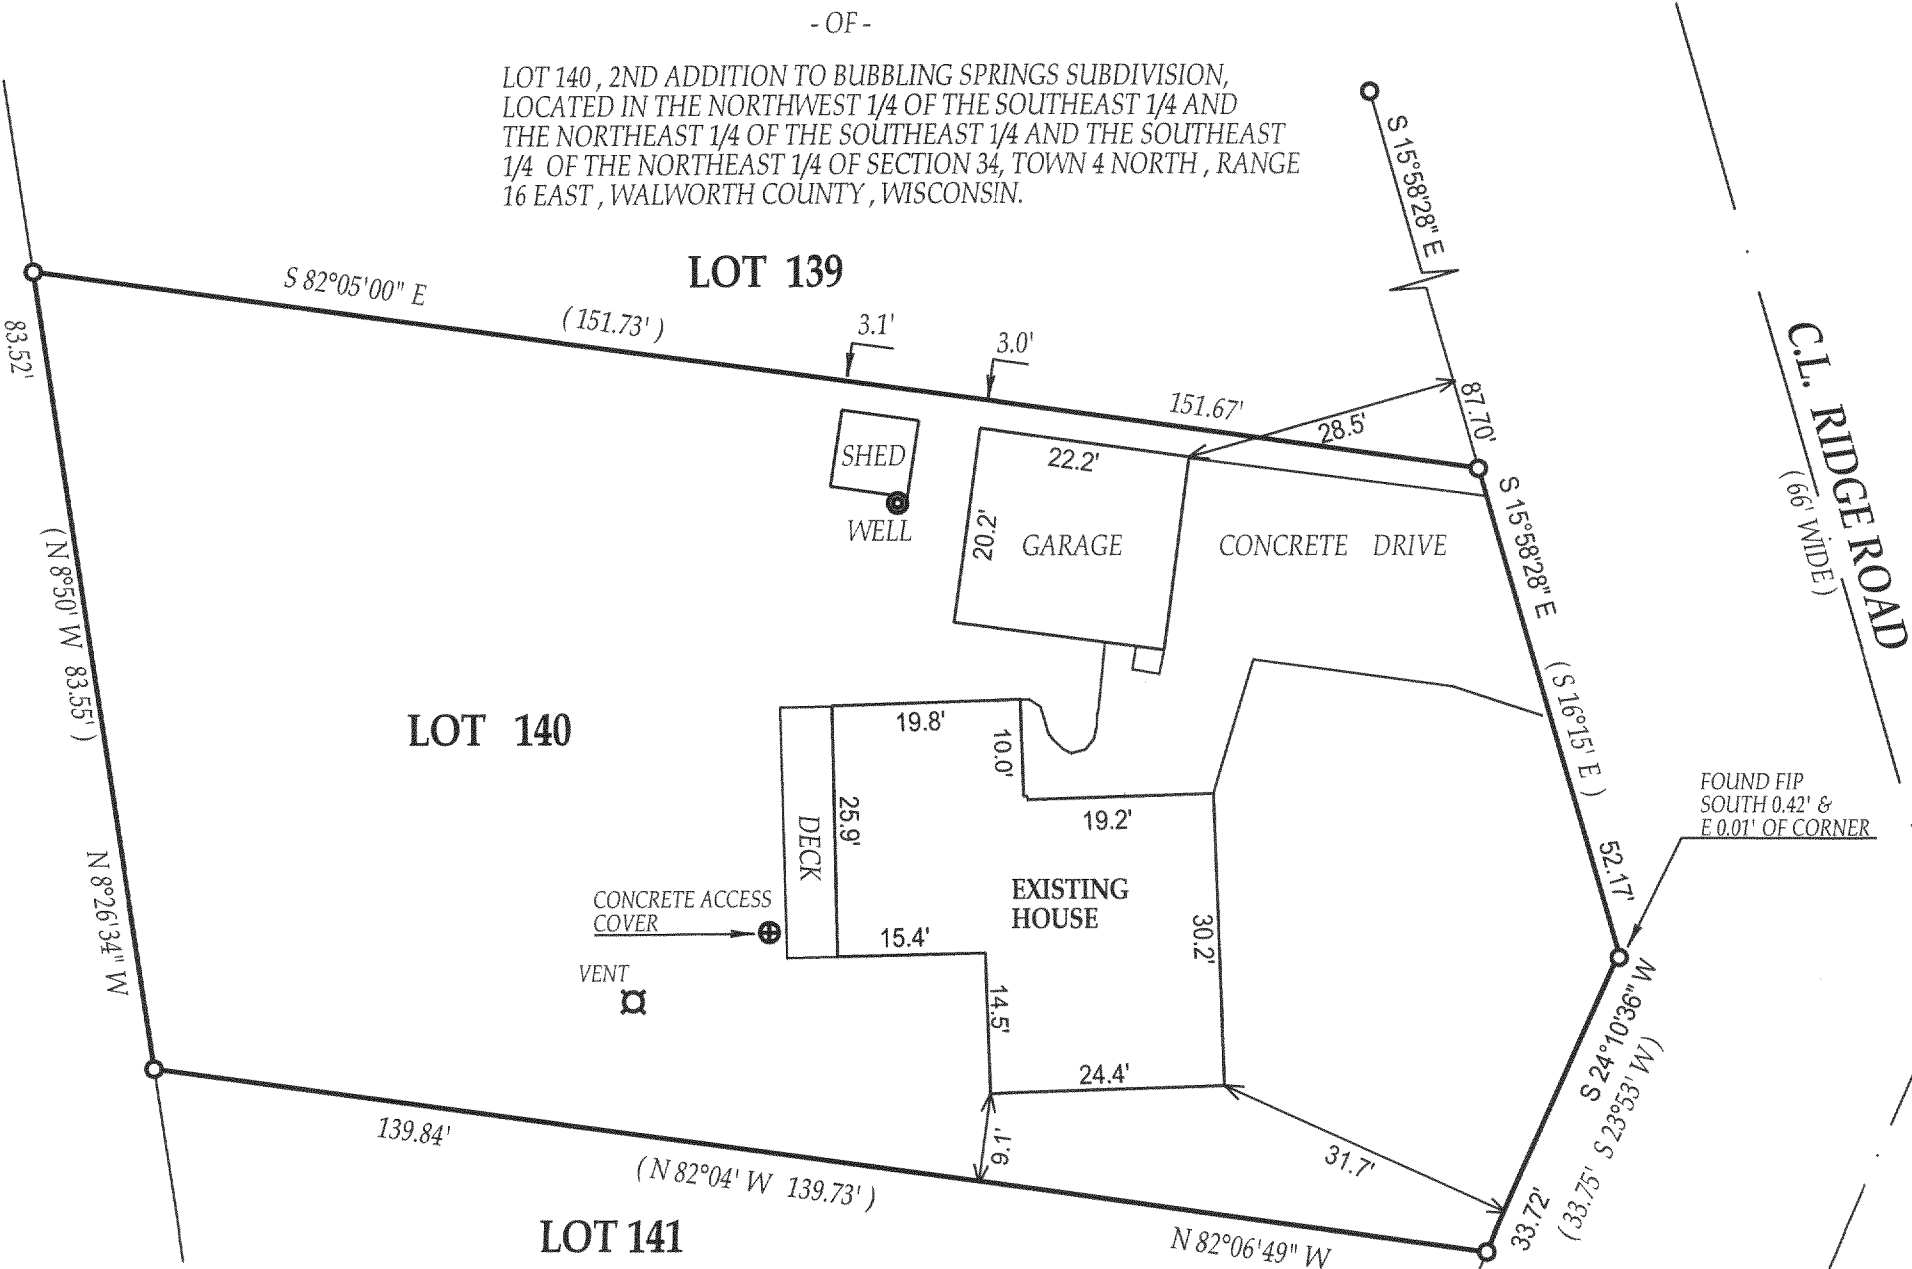 - OF -
LOT 140 , 2ND ADDITION TO BUBBLING SPRINGS SUBDIVISION,
LOCATED IN THE NORTHWEST 1/4 OF THE SOUTHEAST 1/4 AND
THE NORTHEAST 1/4 OF THE SOUTHEAST 1/4 AND THE SOUTHEAST
1/4 OF THE NORTHEAST 1/4 OF SECTION 34, TOWN 4 NORTH , RANGE
16 EAST , WALWORTH COUNTY , WISCONSIN.
S 15°58'28" E
LOT 139
S 82°05'00" E
( 151.73' )
3.1'
3.0'
151.67'
28.5'
87.70'
C.L. RIDGE ROAD
( 66' WIDE )
83.52'
( N 8°50' W 83.55' )
N 8°26'34" W
SHED
WELL
22.2'
20.2'
GARAGE
CONCRETE DRIVE
S 15°58'28" E
( S 16°15' E )
52.17'
LOT 140
19.8'
10.0'
19.2'
25.9'
DECK
EXISTING
HOUSE
30.2'
15.4'
14.5'
24.4'
9.1'
31.7'
CONCRETE ACCESS
COVER
VENT
FOUND FIP
SOUTH 0.42' &
E 0.01' OF CORNER
S 24°10'36" W
33.72'
( 33.75' S 23°53' W )
139.84'
( N 82°04' W 139.73' )
N 82°06'49" W
LOT 141